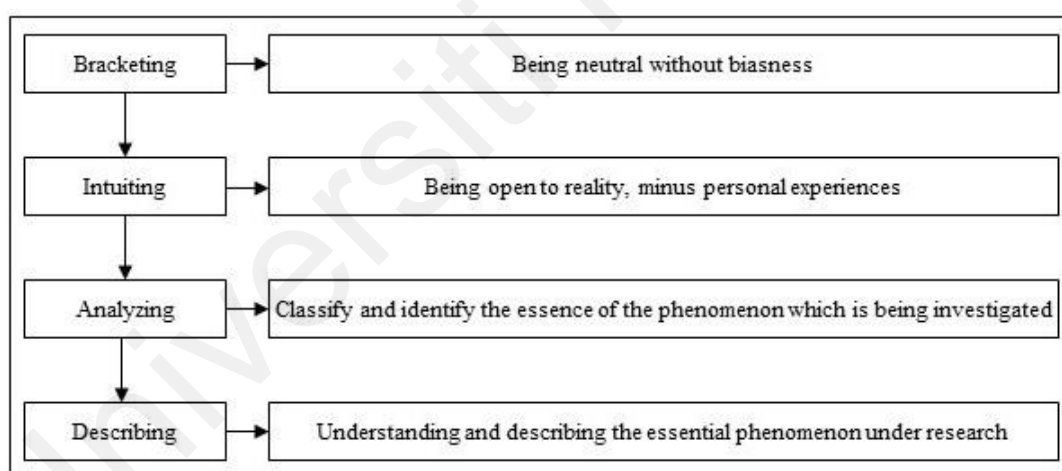 Bracketing
Being neutral without biasness
Intuiting
Being open to reality, minus personal experiences
Analyzing
Classify and identify the essence of the phenomenon which is being investigated
Describing
Understanding and describing the essential phenomenon under research